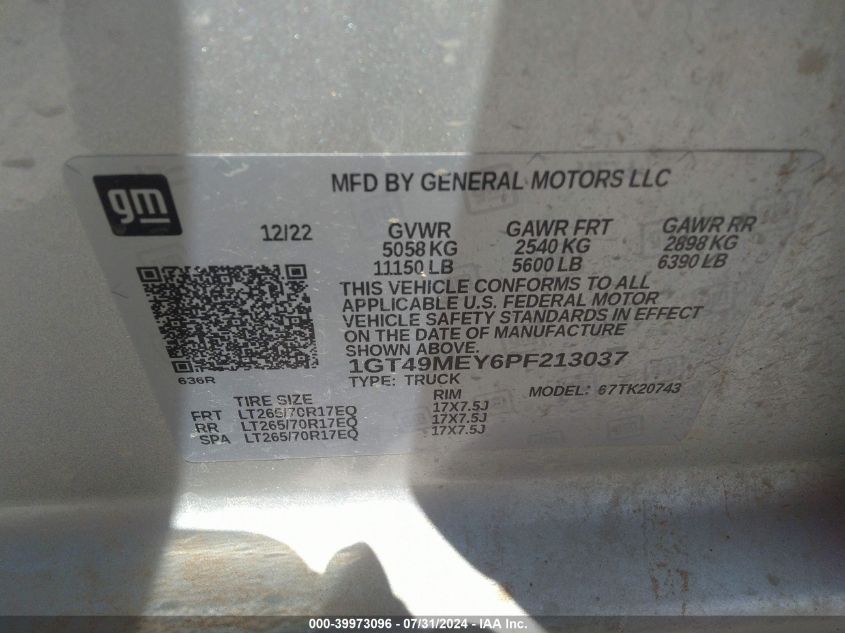 gm
MFD BY GENERAL MOTORS LLC
12/22 GVWR GAWR FRT GAWR RR
5058 KG 2540 KG 2898 KG
11150 LB 5600 LB 6390 LB
THIS VEHICLE CONFORMS TO ALL
APPLICABLE U.S. FEDERAL MOTOR
VEHICLE SAFETY STANDARDS IN EFFECT
ON THE DATE OF MANUFACTURE
SHOWN ABOVE.
1GT49MEY6PF213037
636R
TYPE: TRUCK MODEL: 67TK20743
TIRE SIZE RIM
FRT LT265/70R17EQ 17X7.5J
RR LT265/70R17EQ 17X7.5J
SPA LT265/70R17EQ 17X7.5J
000-39973096 - 07/31/2024 - IAA Inc.